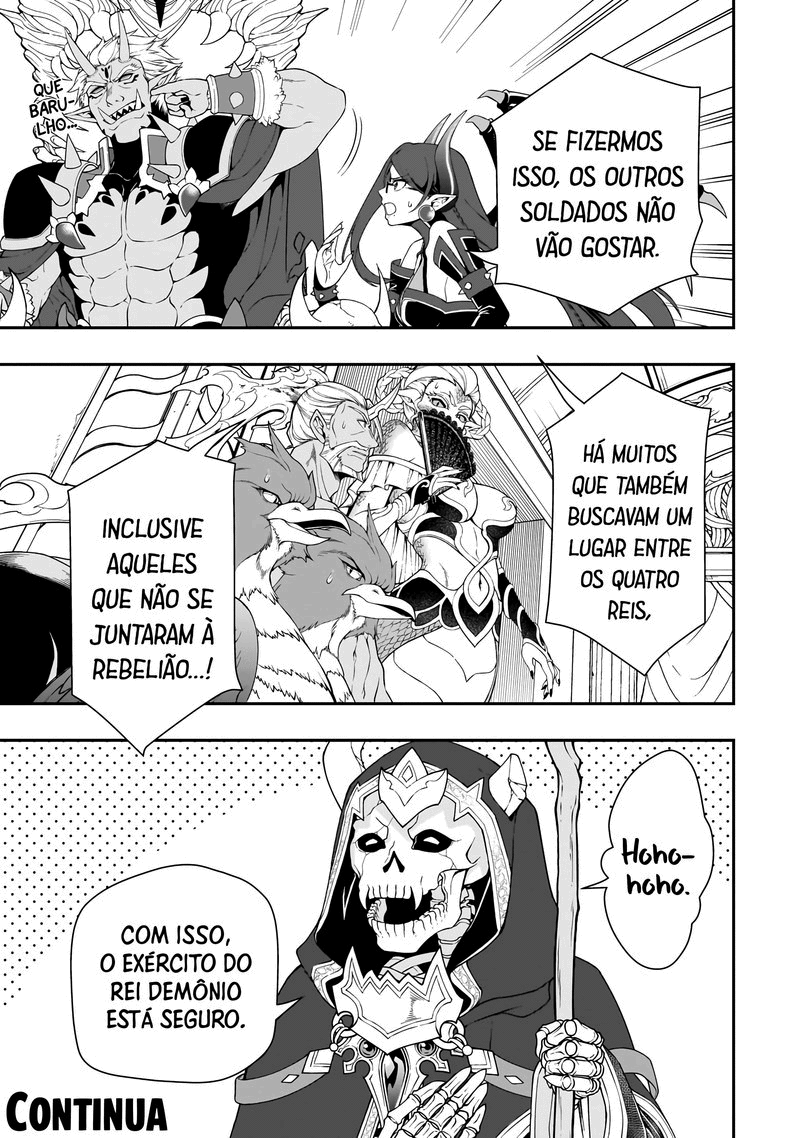 SE FIZERMOS
ISSO, OS OUTROS
SOLDADOS NÃO
VÃO GOSTAR.
QUE
BARU-
LHO...
HÁ MUITOS
QUE TAMBÉM
BUSCAVAM UM
LUGAR ENTRE
OS QUATRO
REIS,
INCLUSIVE
AQUELES
QUE NÃO SE
JUNTARAM À
REBELIÃO...!
Hoho-
hoho.
COM ISSO,
O EXÉRCITO DO
REI DEMÔNIO
ESTÁ SEGURO.
CONTINUA